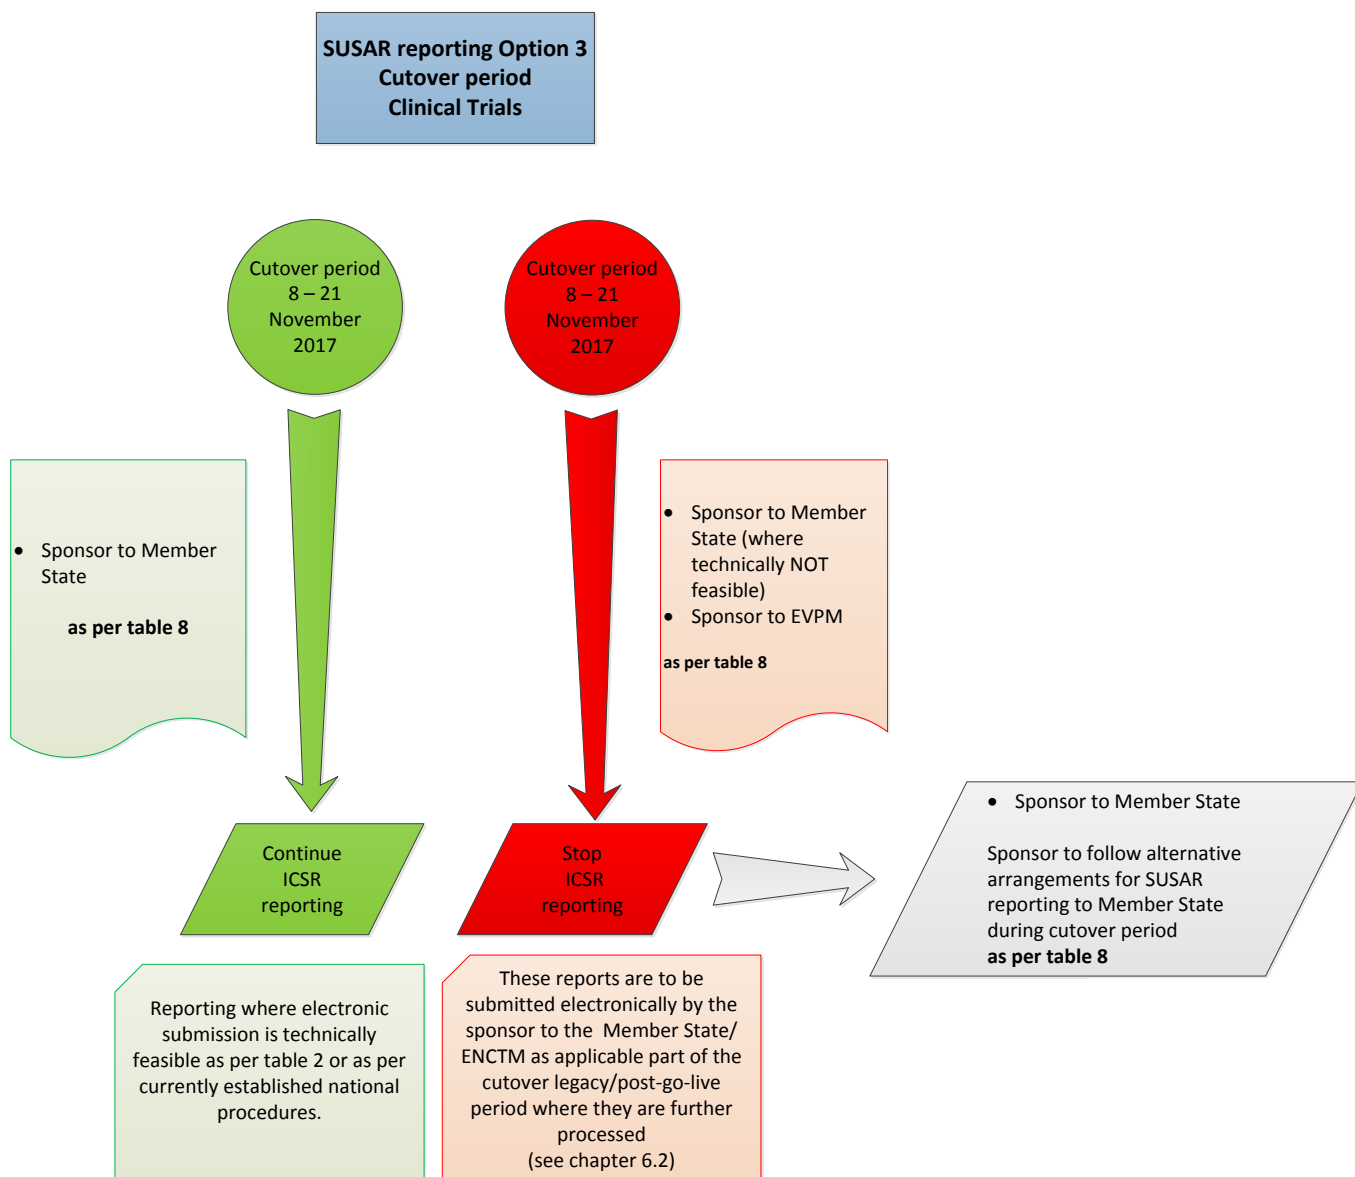 SUSAR reporting Option 3
Cutover period
Clinical Trials
Cutover period
8 – 21
November
2017
Cutover period
8 – 21
November
2017
• Sponsor to Member
State
as per table 8
• Sponsor to Member
State (where
technically NOT
feasible)
• Sponsor to EVPM
as per table 8
Continue
ICSR
reporting
Stop
ICSR
reporting
• Sponsor to Member State
Sponsor to follow alternative
arrangements for SUSAR
reporting to Member State
during cutover period
as per table 8
Reporting where electronic
submission is technically
feasible as per table 2 or as per
currently established national
procedures.
These reports are to be
submitted electronically by the
sponsor to the Member State/
ENCTM as applicable part of the
cutover legacy/post-go-live
period where they are further
processed
(see chapter 6.2)